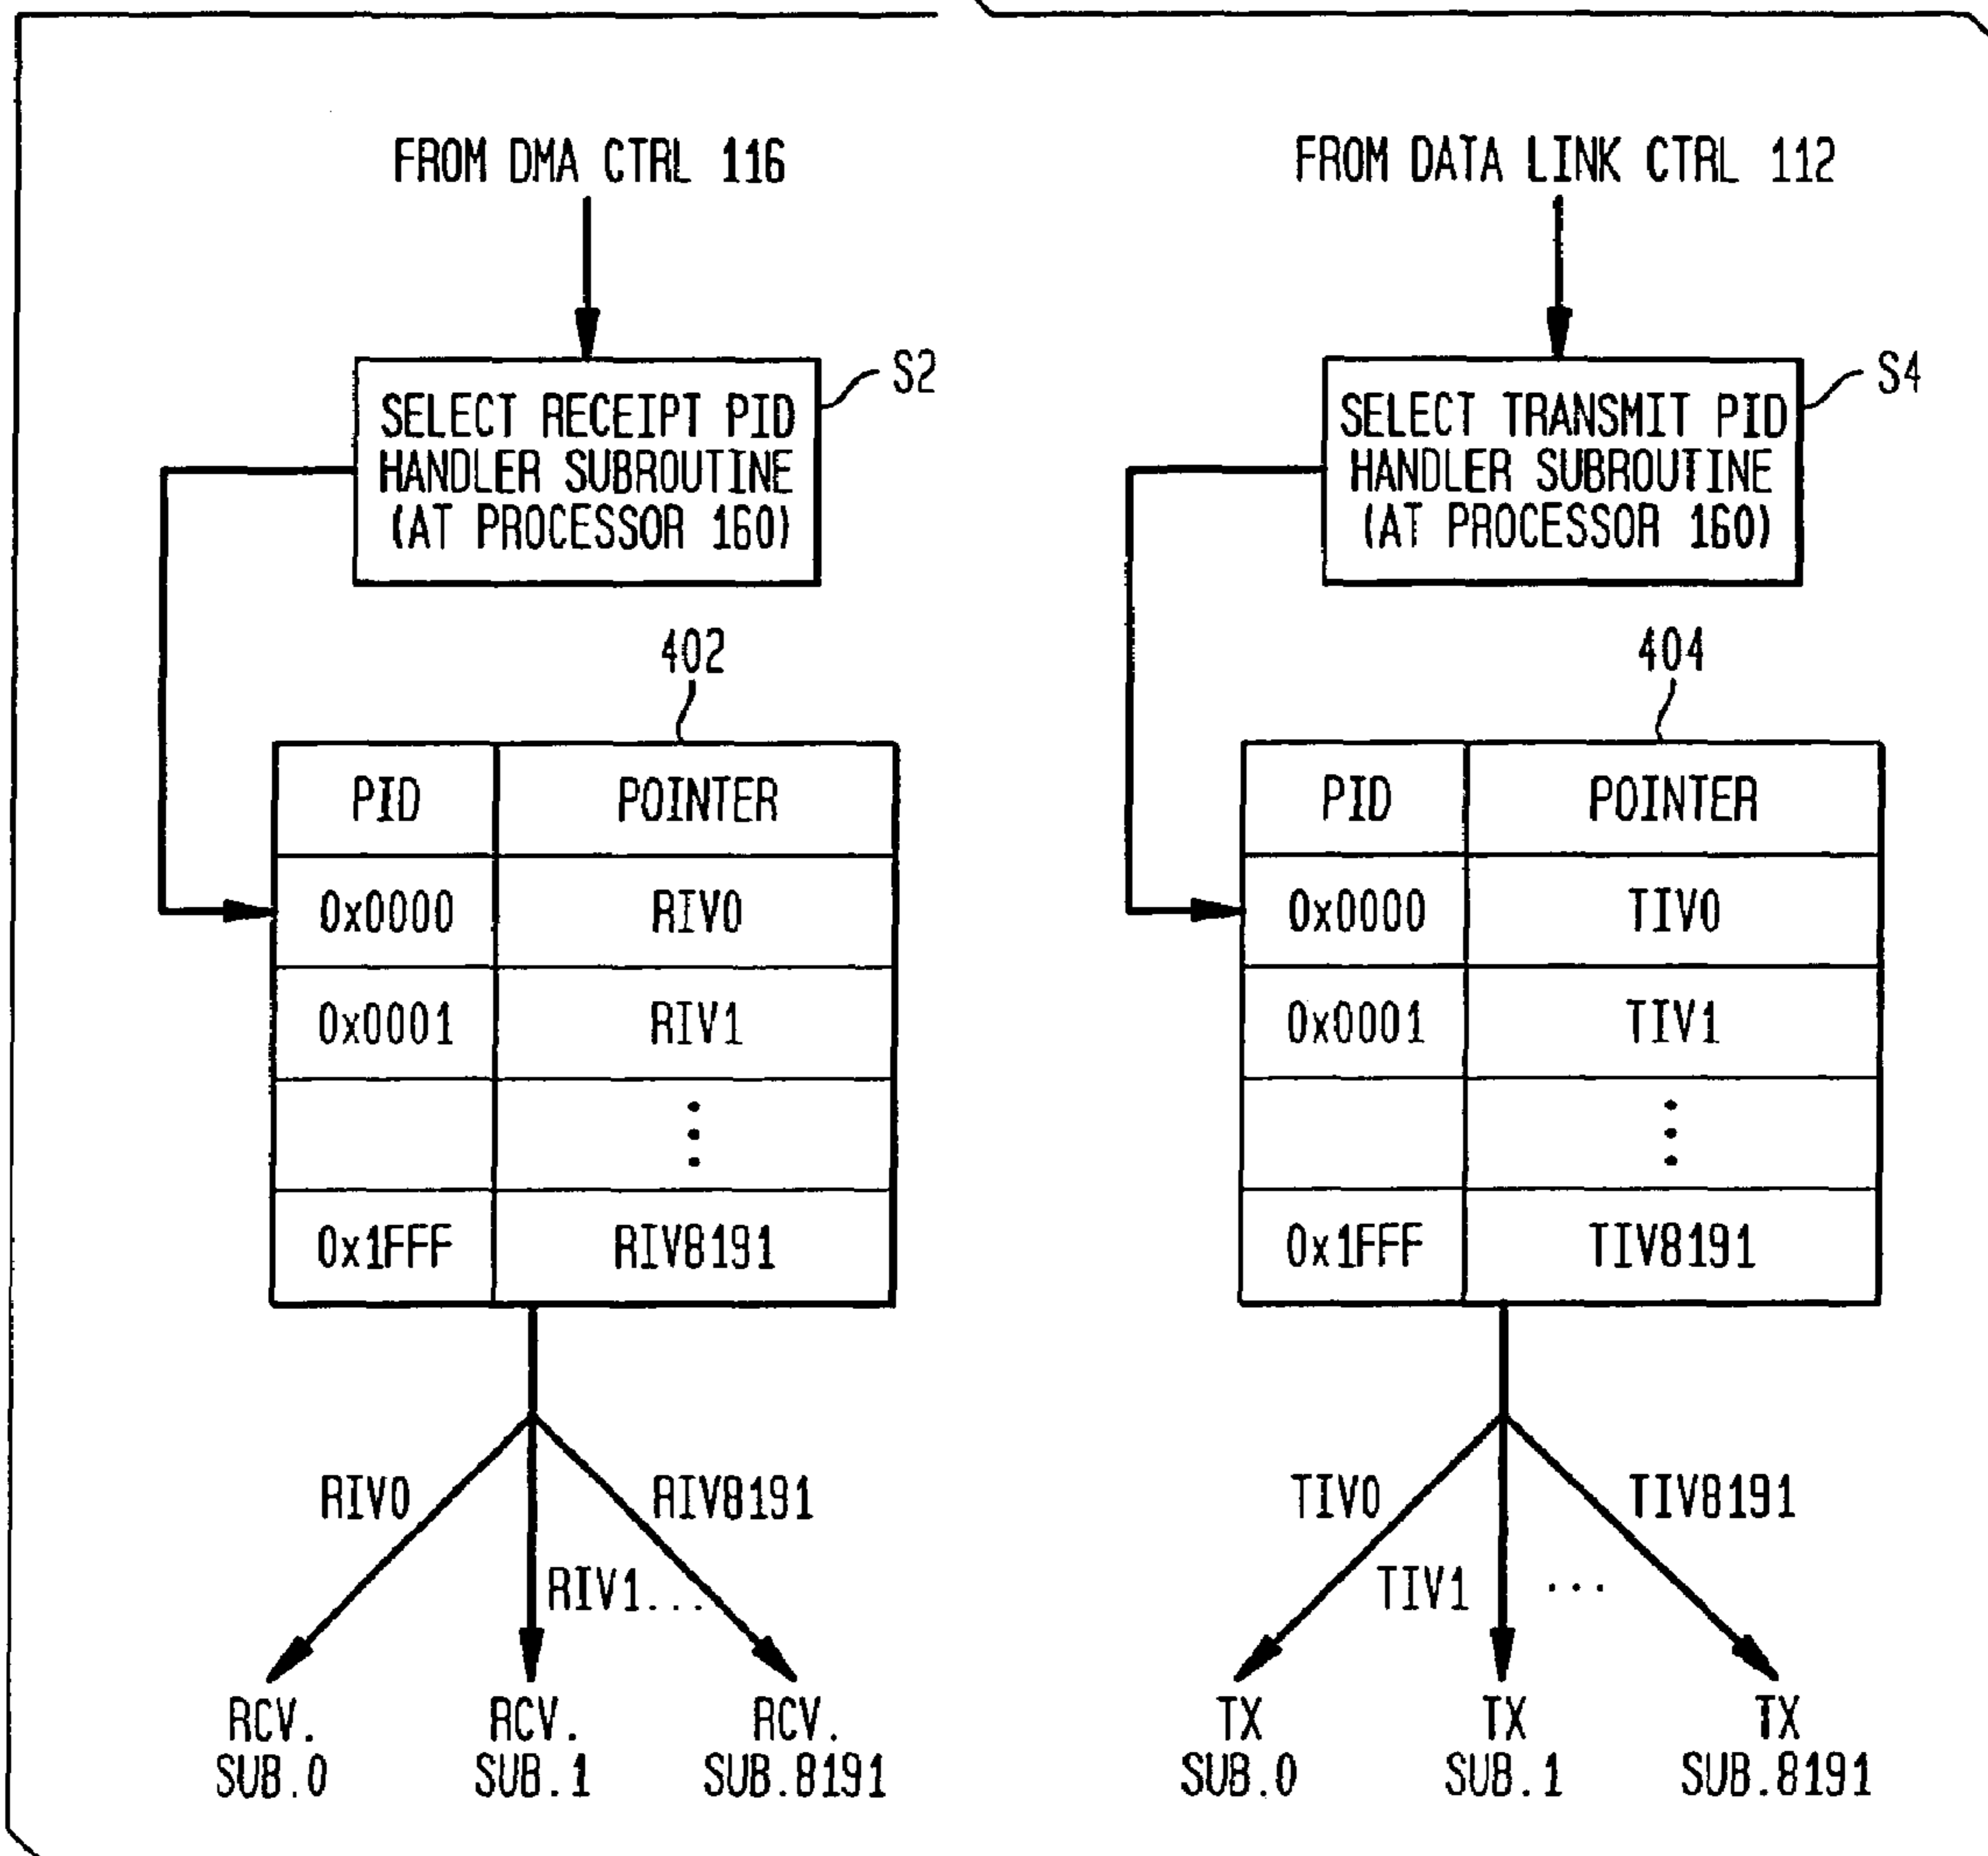 FROM DMA CTRL 116
S2
SELECT RECEIPT PID
HANDLER SUBROUTINE
(AT PROCESSOR 160)
402
PID POINTER
0x0000 RIV0
0x0001 RIV1
0x1FFF RIV8191
RIV0
RIV8191
RIV1...
RCV.
SUB.0
RCV.
SUB.1
RCV.
SUB.8191
FROM DATA LINK CTRL 112
S4
SELECT TRANSMIT PID
HANDLER SUBROUTINE
(AT PROCESSOR 160)
404
PID POINTER
0x0000 TIV0
0x0001 TIV1
0x1FFF TIV8191
TIV0
TIV8191
TIV1 ...
TX
SUB.0
TX
SUB.1
TX
SUB.8191